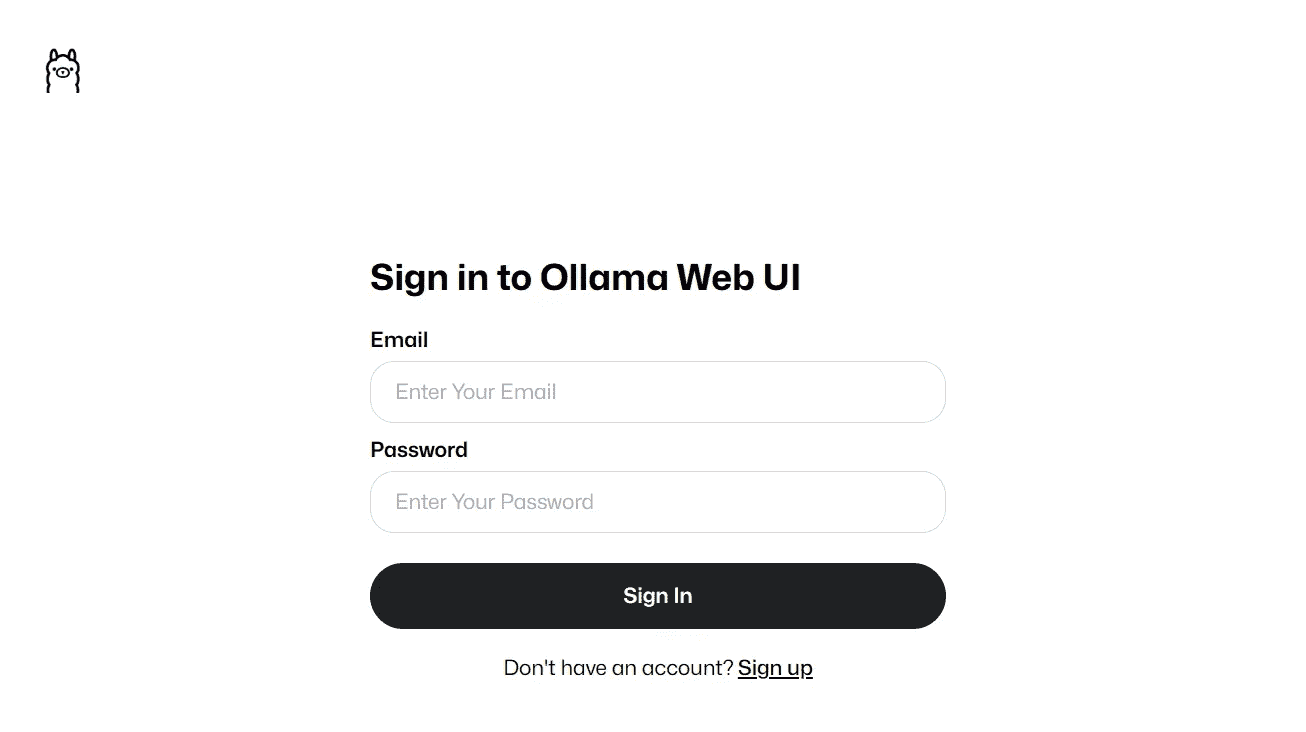 Sign in to Ollama Web UI
Email
Enter Your Email
Password
Enter Your Password
Sign In
Don't have an account? Sign up